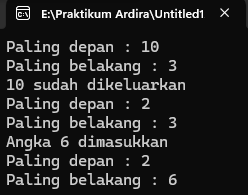 E:\Praktikum Ardira\Untitled1
Paling depan : 10
Paling belakang : 3
10 sudah dikeluarkan
Paling depan : 2
Paling belakang : 3
Angka 6 dimasukkan
Paling depan : 2
Paling belakang : 6